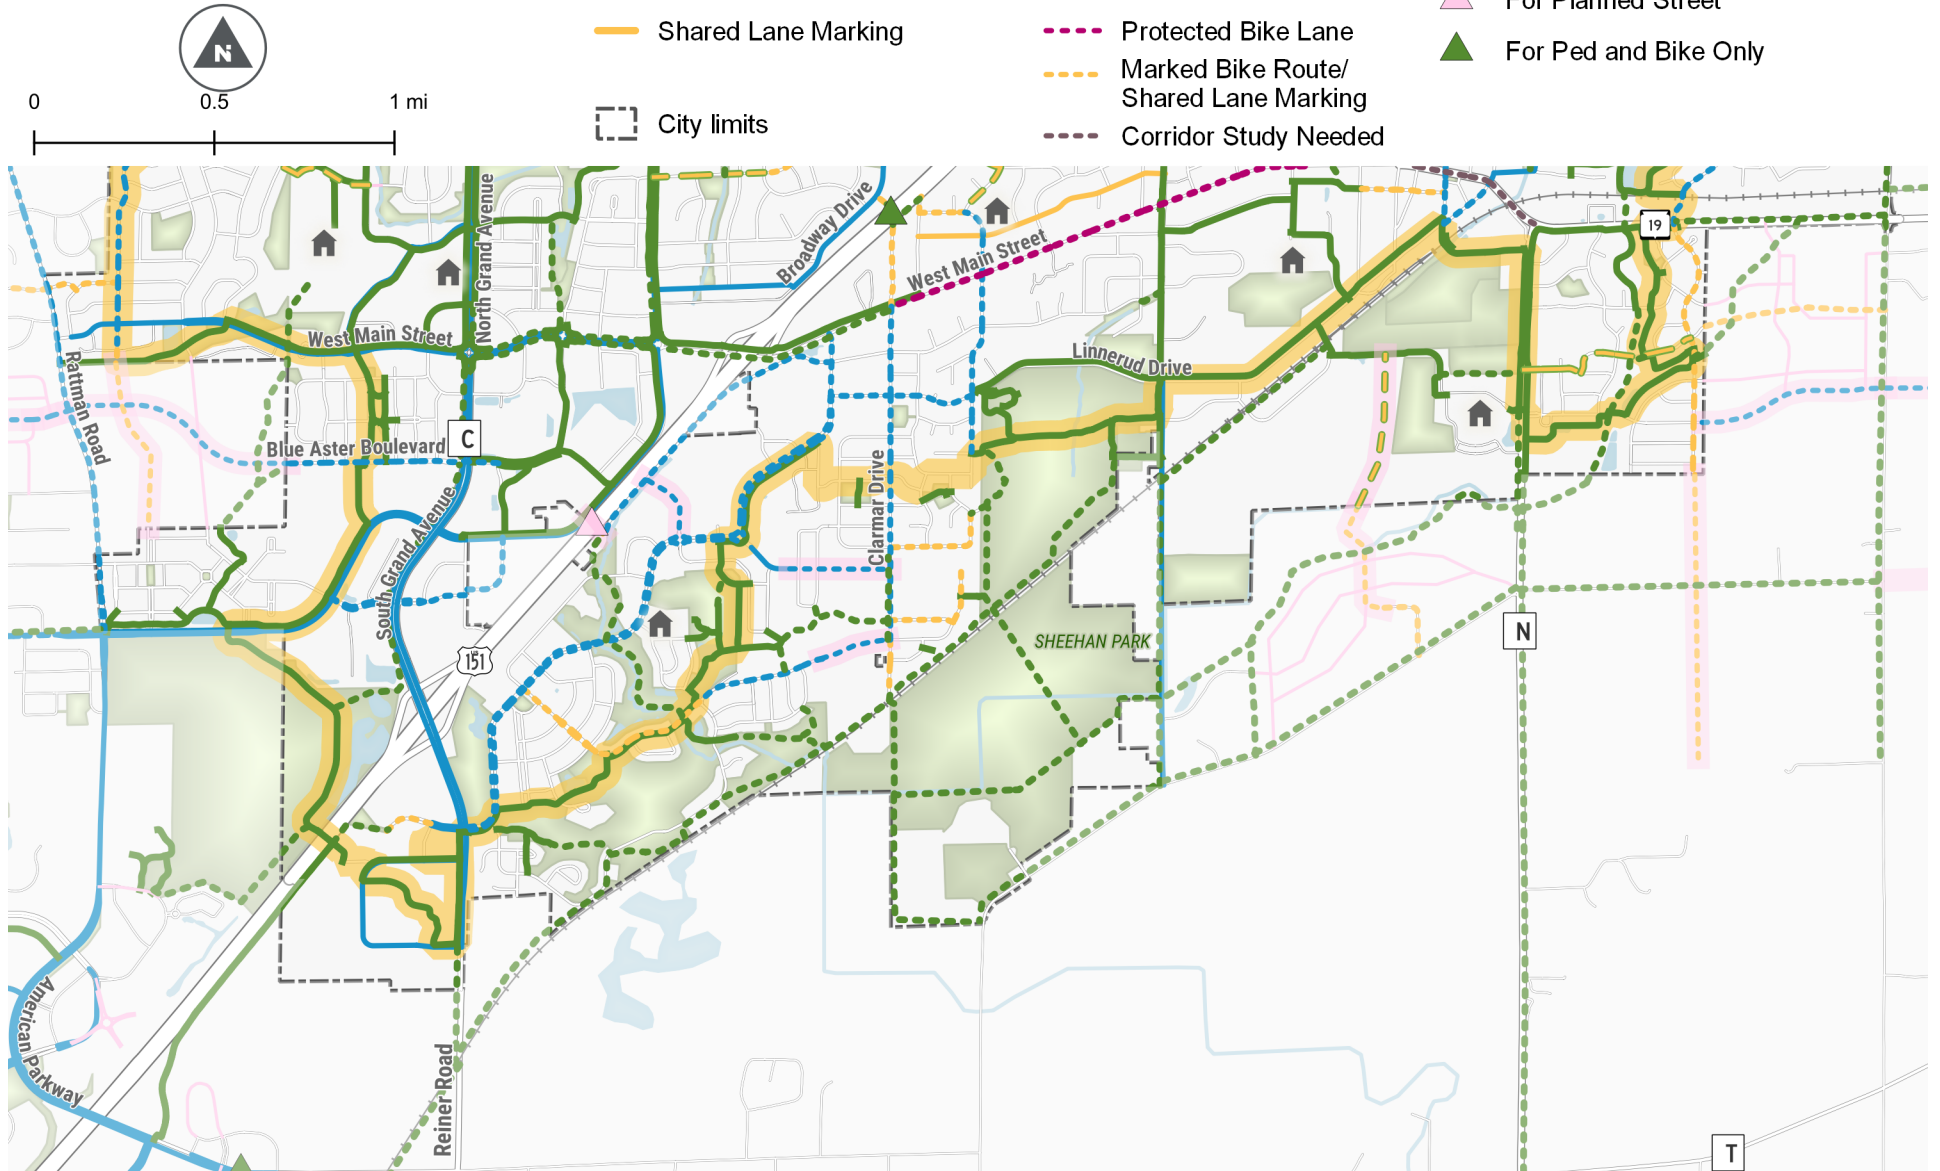 For Planned Street
N
Shared Lane Marking
Protected Bike Lane
For Ped and Bike Only
Marked Bike Route/
Shared Lane Marking
0 0.5 1 mi
City limits
Corridor Study Needed
North Grand Avenue
Broadway Drive
19
West Main Street
West Main Street
Rattman Road
Linnerud Drive
C
Blue Aster Boulevard
Clarmar Drive
South Grand Avenue
SHEEHAN PARK
N
151
American Parkway
Reiner Road
T